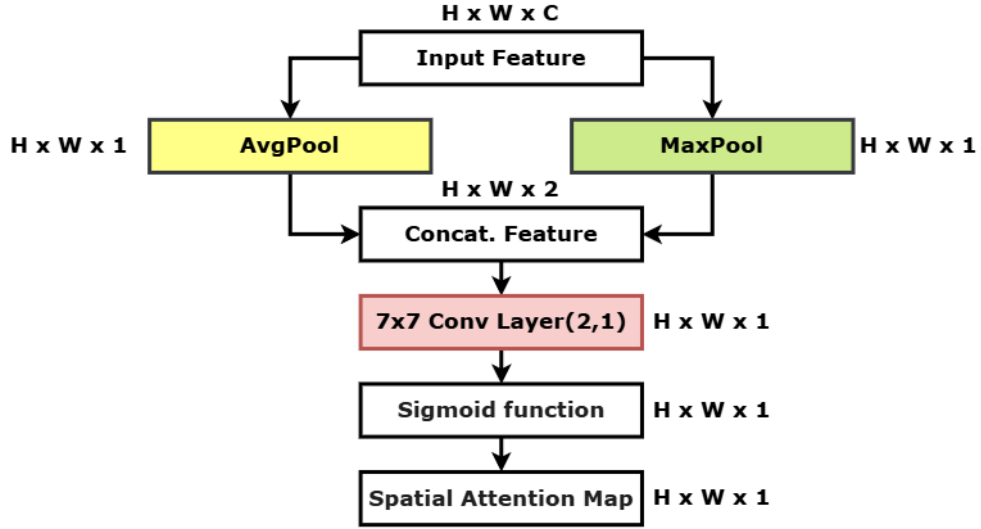 H x W x C
Input Feature
H x W x 1
AvgPool
MaxPool
H x W x 1
H x W x 2
Concat. Feature
7x7 Conv Layer(2,1)
H x W x 1
Sigmoid function
H x W x 1
Spatial Attention Map
H x W x 1